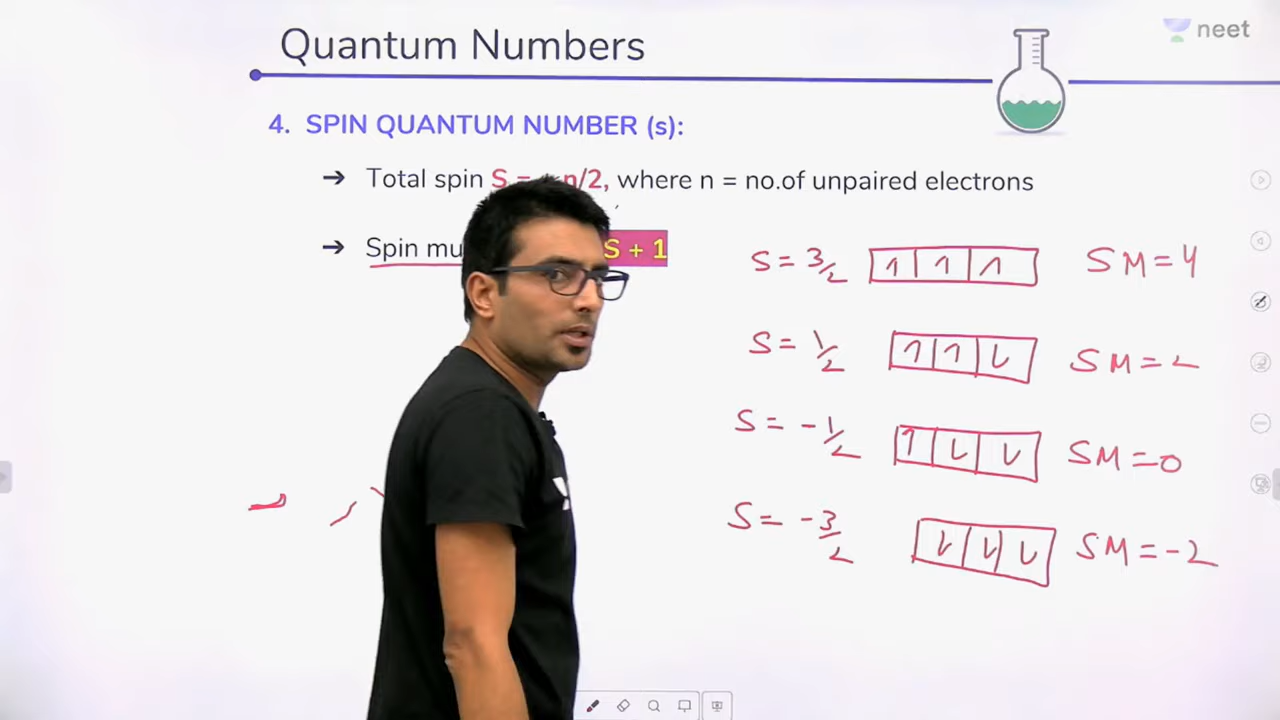 Quantum Numbers
neet
4. SPIN QUANTUM NUMBER (s):
→ Total spin S = n/2, where n = no.of unpaired electrons
→ Spin mu S + 1
S = 3/2 ↿ ↿ ↿ SM = 4
S = 1/2 ↿ ↿ ⇂ SM = 2
S = -1/2 ↿ ⇂ ⇂ SM = 0
S = -3/2 ⇂ ⇂ ⇂ SM = -2